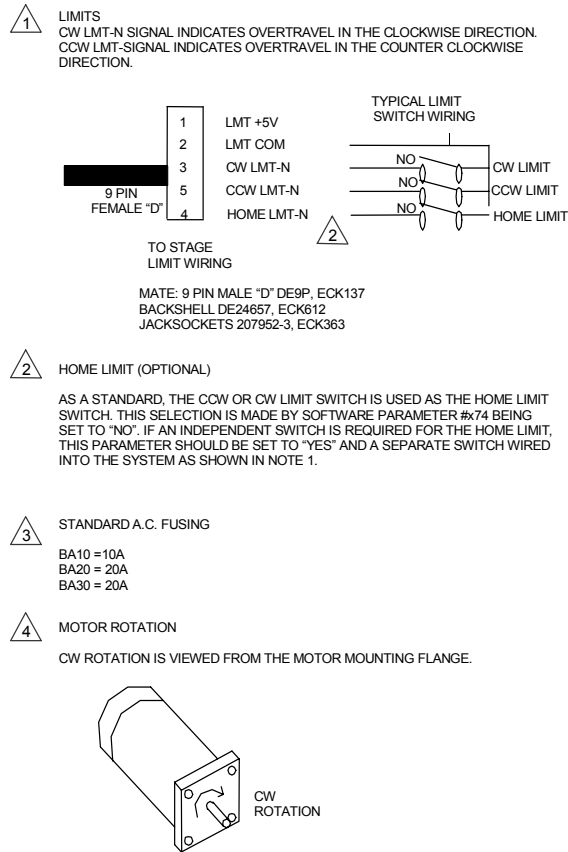 1
LIMITS
CW LMT-N SIGNAL INDICATES OVERTRAVEL IN THE CLOCKWISE DIRECTION.
CCW LMT-SIGNAL INDICATES OVERTRAVEL IN THE COUNTER CLOCKWISE
DIRECTION.
9 PIN
FEMALE “D”
1 LMT +5V
2 LMT COM
3 CW LMT-N
5 CCW LMT-N
4 HOME LMT-N
TO STAGE
LIMIT WIRING
TYPICAL LIMIT
SWITCH WIRING
NO CW LIMIT
NO CCW LIMIT
NO HOME LIMIT
2
MATE: 9 PIN MALE “D” DE9P, ECK137
BACKSHELL DE24657, ECK612
JACKSOCKETS 207952-3, ECK363
2
HOME LIMIT (OPTIONAL)
AS A STANDARD, THE CCW OR CW LIMIT SWITCH IS USED AS THE HOME LIMIT
SWITCH. THIS SELECTION IS MADE BY SOFTWARE PARAMETER #x74 BEING
SET TO “NO”. IF AN INDEPENDENT SWITCH IS REQUIRED FOR THE HOME LIMIT,
THIS PARAMETER SHOULD BE SET TO “YES” AND A SEPARATE SWITCH WIRED
INTO THE SYSTEM AS SHOWN IN NOTE 1.
3
STANDARD A.C. FUSING
BA10 =10A
BA20 = 20A
BA30 = 20A
4
MOTOR ROTATION
CW ROTATION IS VIEWED FROM THE MOTOR MOUNTING FLANGE.
CW
ROTATION